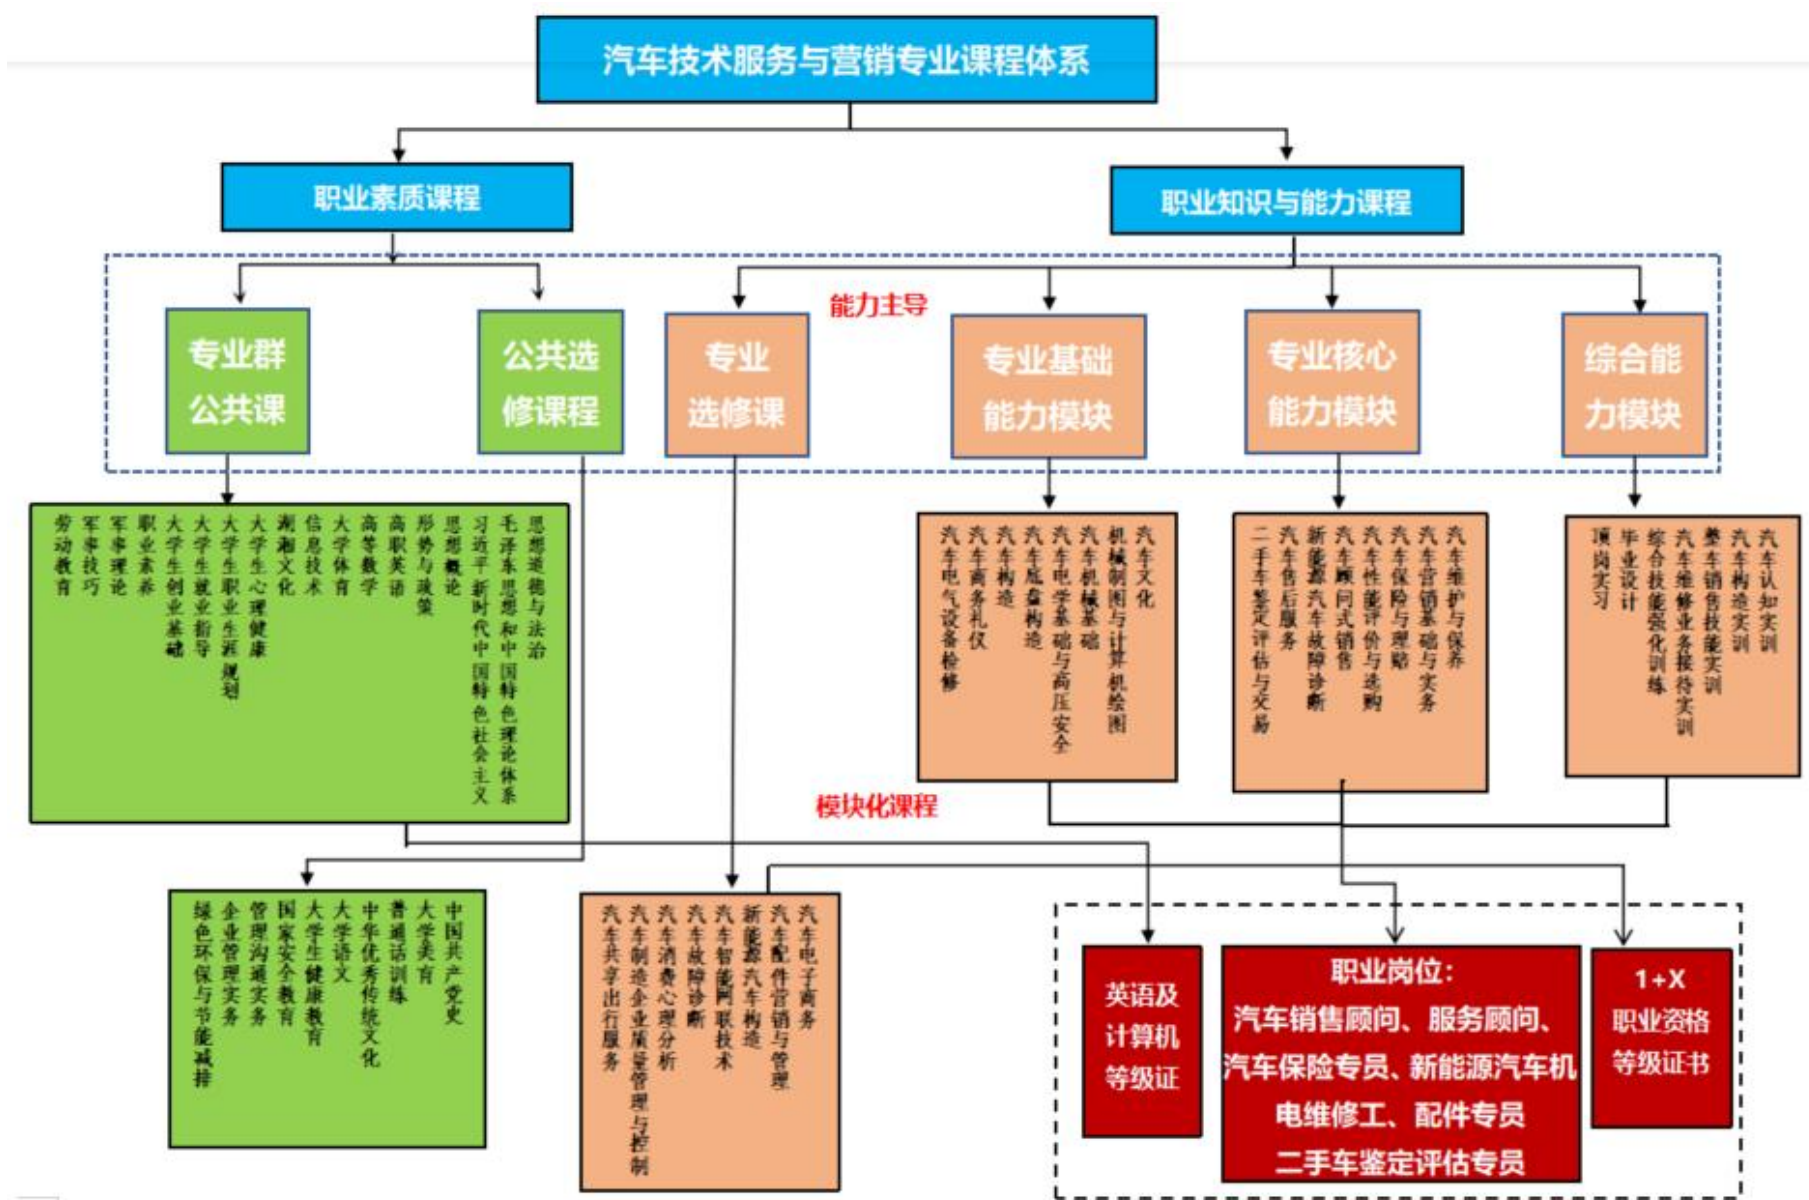 汽车技术服务与营销专业课程体系
职业素质课程
职业知识与能力课程
能力主导
专业群
公共课
公共选
修课程
专业
选修课
专业基础
能力模块
专业核心
能力模块
综合能
力模块
思想道德与法治
毛泽东思想和中国特色理论体系
习近平新时代中国特色社会主义
思想概论
形势与政策
高职英语
高等数学
大学体育
信息技术
湖湘文化
大学生心理健康
大学生职业生涯规划
大学生就业指导
大学生创业基础
职业素养
军事理论
军事技巧
劳动教育
汽车文化
机械制图与计算机绘图
汽车机械基础
汽车电学基础与高压安全
汽车底盘构造
汽车构造
汽车商务礼仪
汽车电气设备检修
汽车维护与保养
汽车营销基础与实务
汽车保险与理赔
汽车性能评价与选购
汽车顾问式销售
新能源汽车故障诊断
汽车售后服务
二手车鉴定评估与交易
汽车认知实训
汽车构造实训
整车销售技能实训
汽车维修业务接待实训
综合技能强化训练
毕业设计
顶岗实习
模块化课程
中国共产党史
大学美育
普通话训练
中华优秀传统文化
大学语文
大学生健康教育
国家安全教育
管理沟通实务
企业管理实务
绿色环保与节能减排
汽车电子商务
汽车配件营销与管理
新能源汽车构造
汽车智能网联技术
汽车故障诊断
汽车消费心理分析
汽车制造企业质量管理与控制
汽车共享出行服务
英语及
计算机
等级证
职业岗位：
汽车销售顾问、服务顾问、
汽车保险专员、新能源汽车机
电维修工、配件专员
二手车鉴定评估专员
1+X
职业资格
等级证书